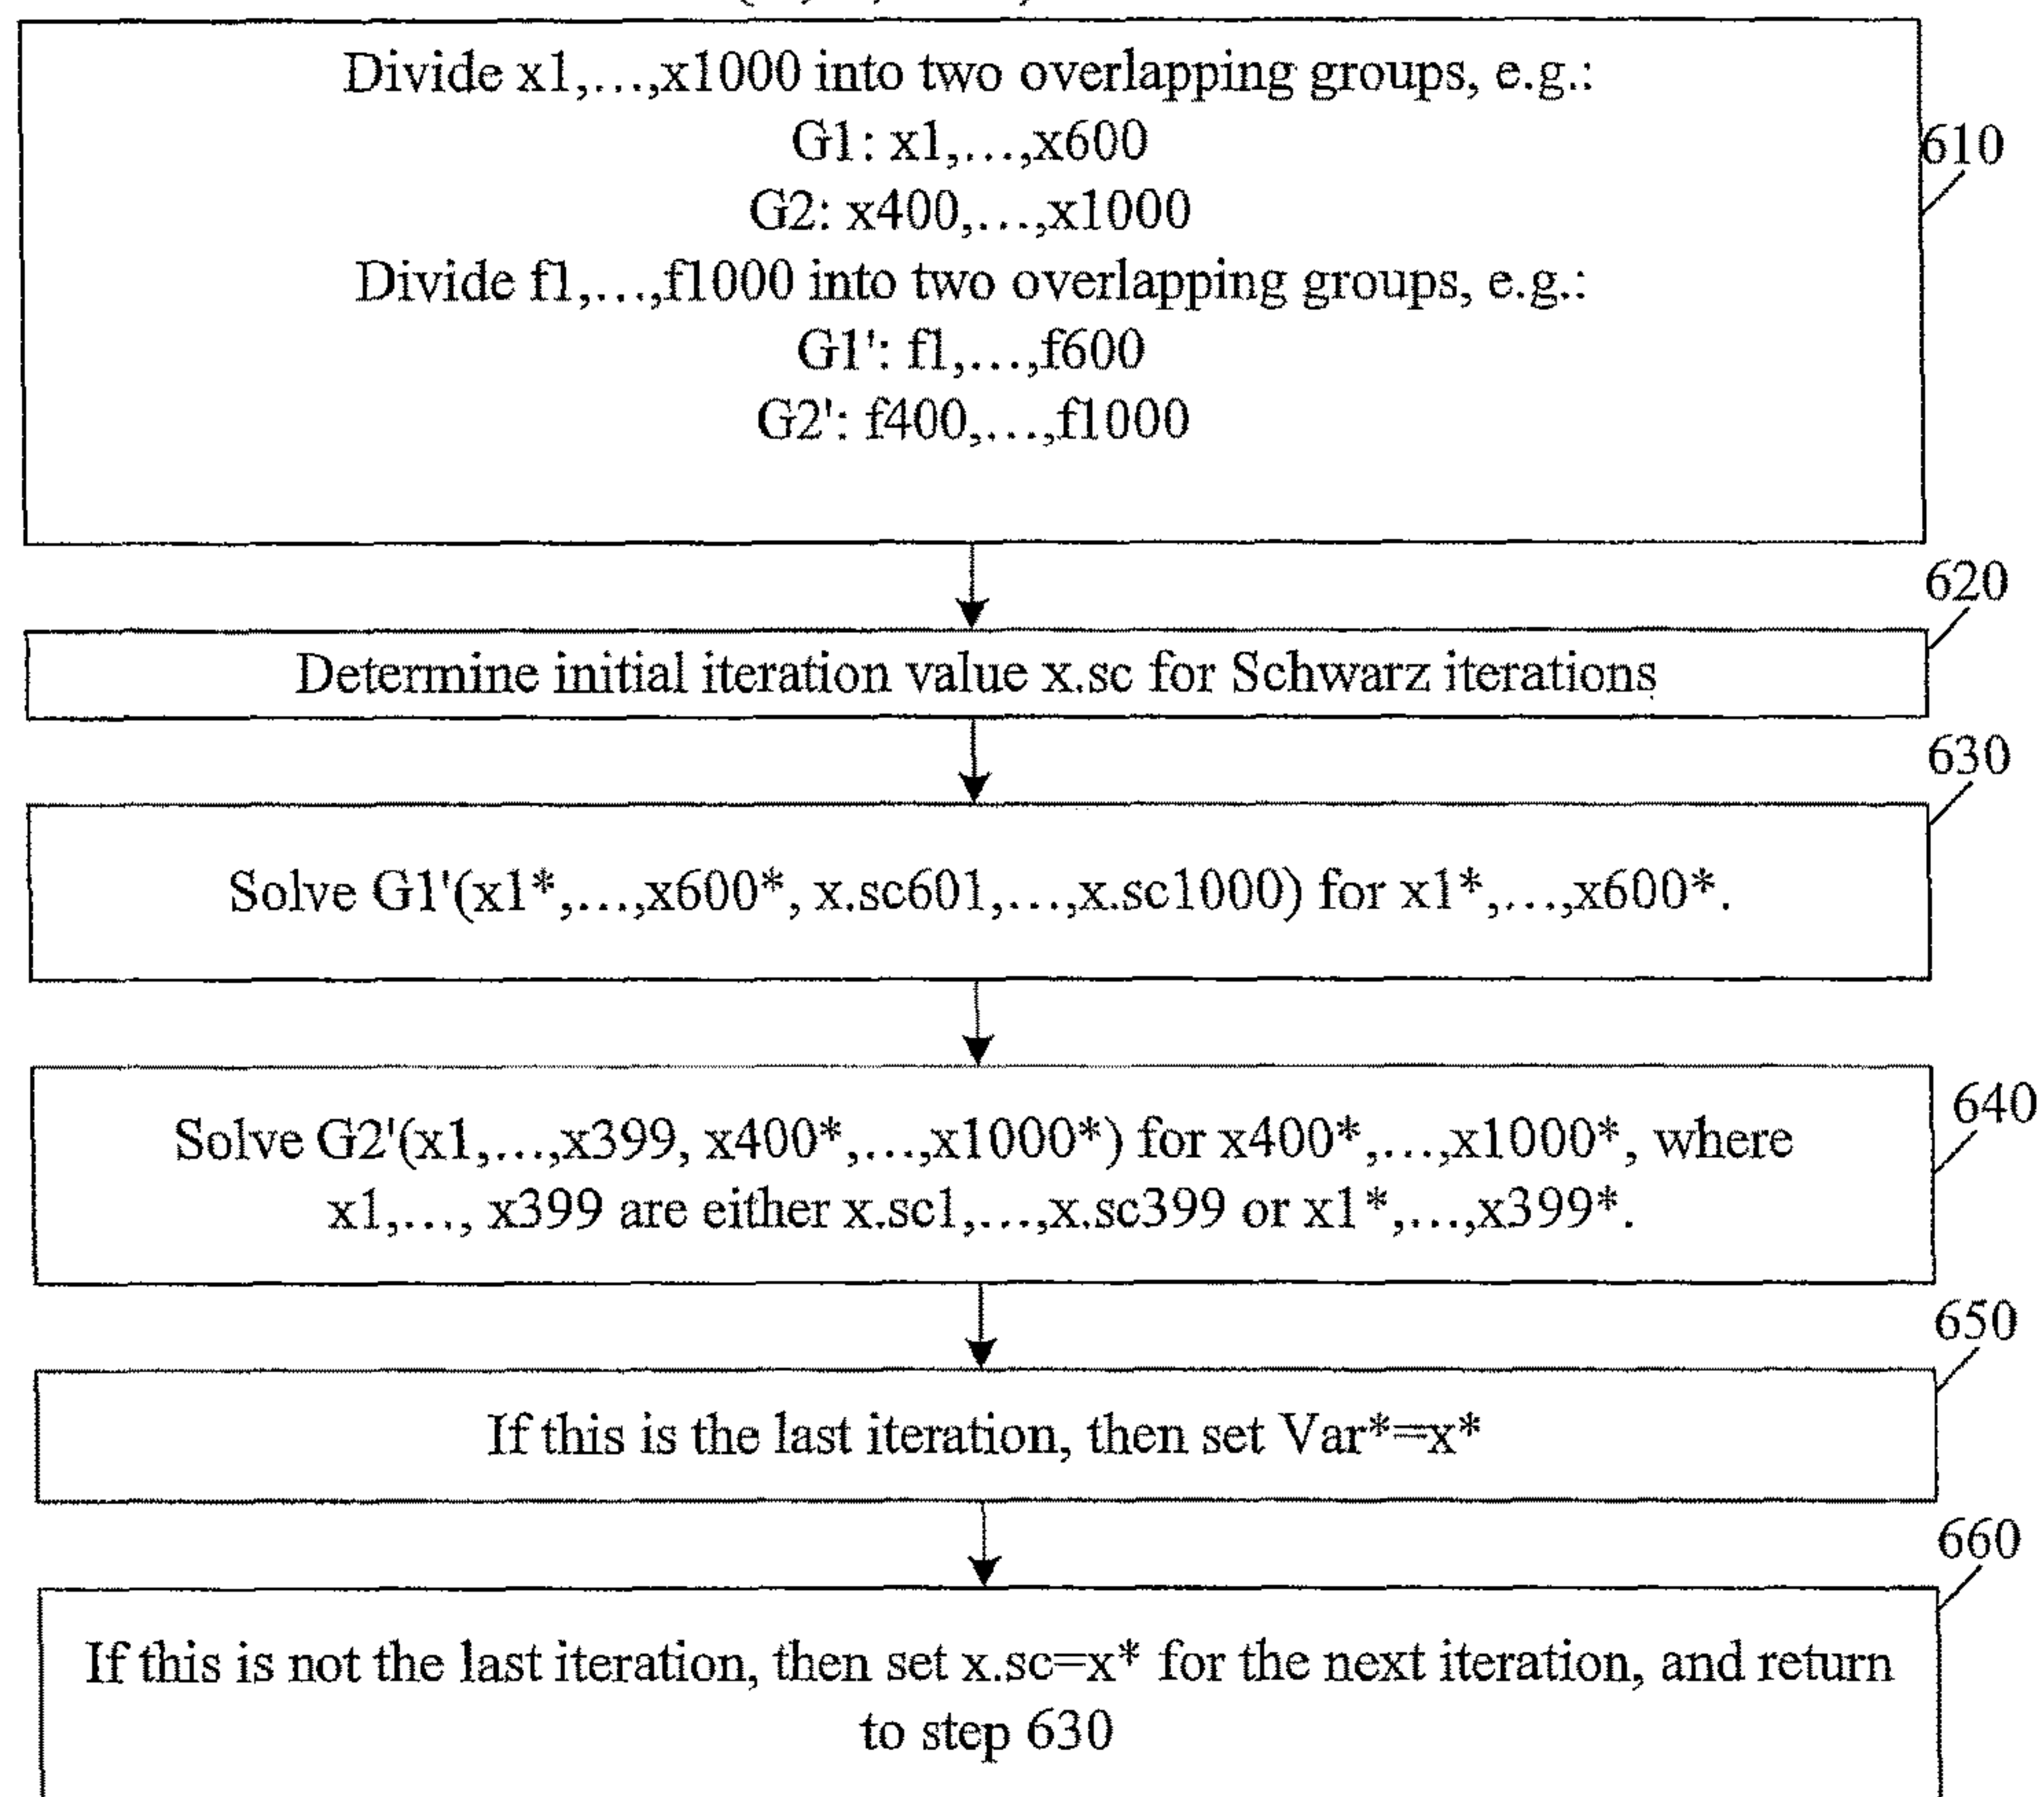 Divide x1,...,x1000 into two overlapping groups, e.g.:
G1: x1,...,x600
G2: x400,...,x1000
Divide f1,...,f1000 into two overlapping groups, e.g.:
G1': f1,...,f600
G2': f400,...,f1000
610
620
Determine initial iteration value x.sc for Schwarz iterations
630
Solve G1'(x1*,...,x600*, x.sc601,...,x.sc1000) for x1*,...,x600*.
640
Solve G2'(x1,...,x399, x400*,...,x1000*) for x400*,...,x1000*, where
x1,..., x399 are either x.sc1,...,x.sc399 or x1*,...,x399*.
650
If this is the last iteration, then set Var*=x*
660
If this is not the last iteration, then set x.sc=x* for the next iteration, and return
to step 630